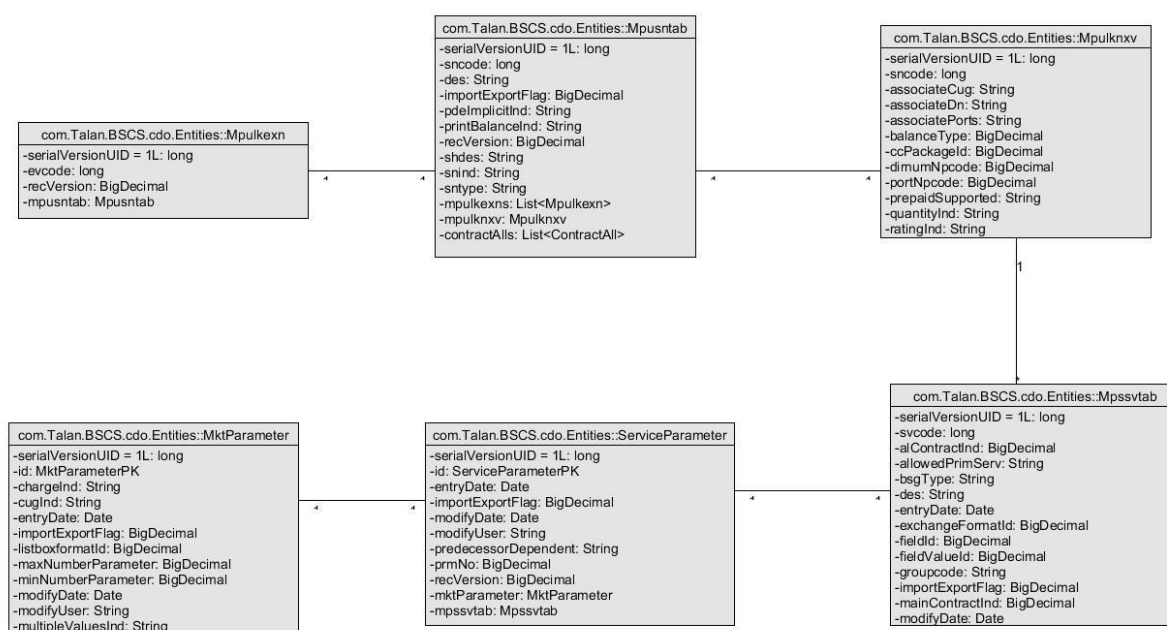 com.Talan.BSCS.cdo.Entities::Mpulkexn
-serialVersionUID = 1L: long
-evcode: long
-recVersion: BigDecimal
-mpusntab: Mpusntab
com.Talan.BSCS.cdo.Entities::Mpusntab
-serialVersionUID = 1L: long
-sncode: long
-des: String
-importExportFlag: BigDecimal
-pdeImplicitInd: String
-printBalanceInd: String
-recVersion: BigDecimal
-shdes: String
-snind: String
-sntype: String
-mpulkexns: List<Mpulkexn>
-mpulknxv: Mpulknxv
-contractAlls: List<ContractAll>
com.Talan.BSCS.cdo.Entities::Mpulknxv
-serialVersionUID = 1L: long
-sncode: long
-associateCug: String
-associateDn: String
-associatePorts: String
-balanceType: BigDecimal
-ccPackageId: BigDecimal
-dirnumNpcode: BigDecimal
-portNpcode: BigDecimal
-prepaidSupported: String
-quantityInd: String
-ratingInd: String
1
*
com.Talan.BSCS.cdo.Entities::MktParameter
-serialVersionUID = 1L: long
-id: MktParameterPK
-chargeInd: String
-cugInd: String
-entryDate: Date
-importExportFlag: BigDecimal
-listboxformatId: BigDecimal
-maxNumberParameter: BigDecimal
-minNumberParameter: BigDecimal
-modifyDate: Date
-modifyUser: String
-multipleValuesInd: String
com.Talan.BSCS.cdo.Entities::ServiceParameter
-serialVersionUID = 1L: long
-id: ServiceParameterPK
-entryDate: Date
-importExportFlag: BigDecimal
-modifyDate: Date
-modifyUser: String
-predecessorDependent: String
-prmNo: BigDecimal
-recVersion: BigDecimal
-mktParameter: MktParameter
-mpssvtab: Mpssvtab
com.Talan.BSCS.cdo.Entities::Mpssvtab
-serialVersionUID = 1L: long
-svcode: long
-alContractInd: BigDecimal
-allowedPrimServ: String
-bsgType: String
-des: String
-entryDate: Date
-exchangeFormatId: BigDecimal
-fieldId: BigDecimal
-fieldValueId: BigDecimal
-groupcode: String
-importExportFlag: BigDecimal
-mainContractInd: BigDecimal
-modifyDate: Date